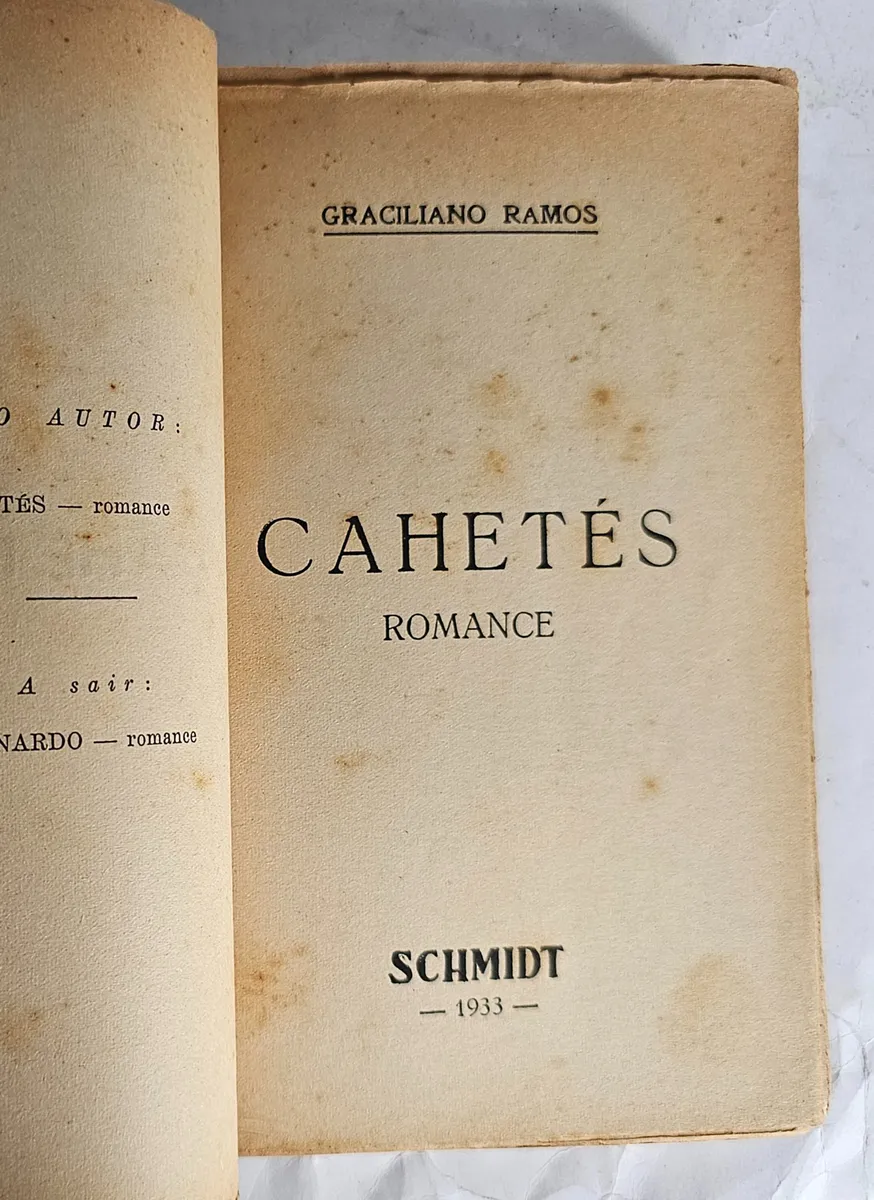 O AUTOR:
TÉS — romance
A sair:
NARDO — romance
GRACILIANO RAMOS
CAHETÉS
ROMANCE
SCHMIDT
— 1933 —